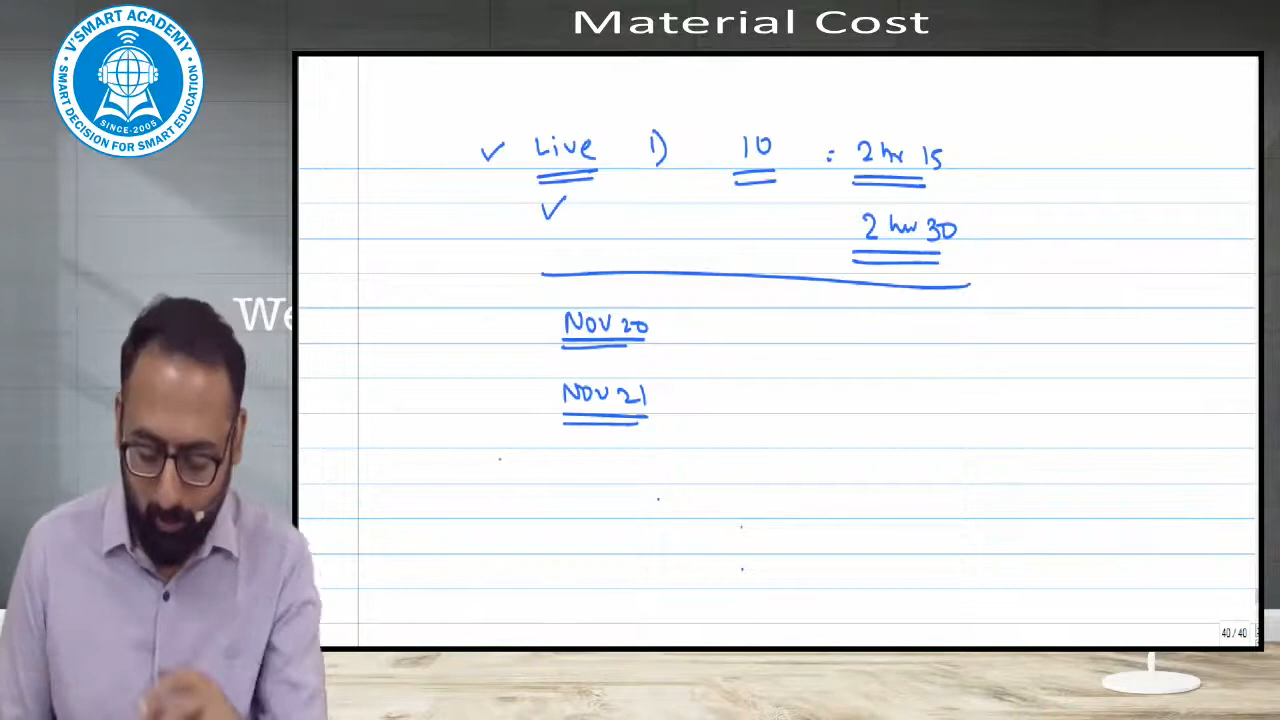 Material Cost
V'SMART ACADEMY
SMART DECISION FOR SMART EDUCATION
SINCE-2005
We
✓ Live 1) 10 : 2 hr 15
✓ 2 hr 30
NOV 20
NOV 21
40/40